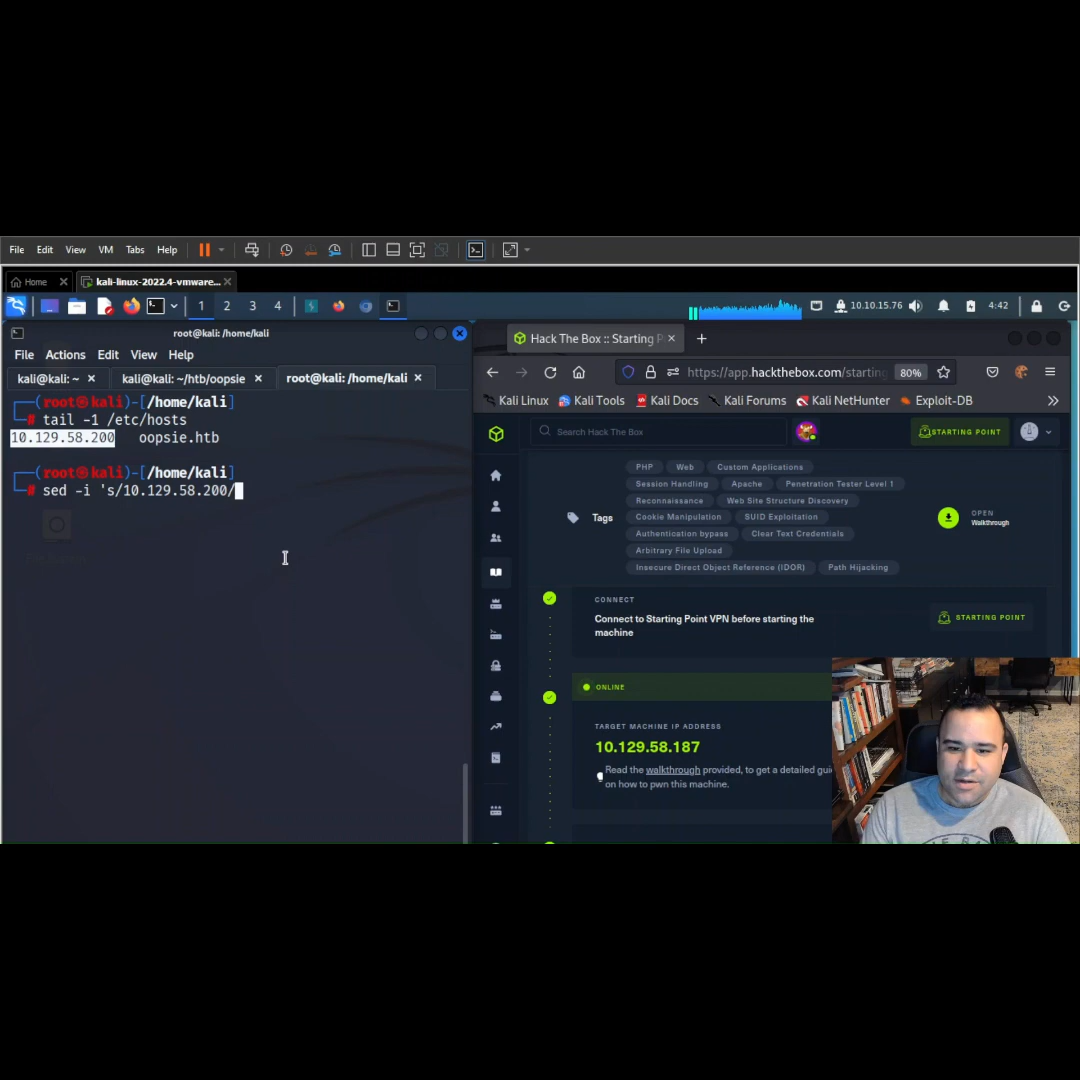 File Edit View VM Tabs Help
Home
kali-linux-2022.4-vmware...
1 2 3 4
10.10.15.76
4:42
root@kali: /home/kali
File Actions Edit View Help
kali@kali: ~
kali@kali: ~/htb/oopsie
root@kali: /home/kali
(root㉿kali)-[/home/kali]
# tail -1 /etc/hosts
10.129.58.200 oopsie.htb
(root㉿kali)-[/home/kali]
# sed -i 's/10.129.58.200/
Hack The Box :: Starting P
https://app.hackthebox.com/starting
80%
Kali Linux Kali Tools Kali Docs Kali Forums Kali NetHunter Exploit-DB
Search Hack The Box
STARTING POINT
PHP Web Custom Applications
Session Handling Apache Penetration Tester Level 1
Reconnaissance Web Site Structure Discovery
Tags
Cookie Manipulation SUID Exploitation
Authentication bypass Clear Text Credentials
Arbitrary File Upload
Insecure Direct Object Reference (IDOR) Path Hijacking
OPEN
Walkthrough
CONNECT
Connect to Starting Point VPN before starting the
machine
STARTING POINT
ONLINE
TARGET MACHINE IP ADDRESS
10.129.58.187
Read the walkthrough provided, to get a detailed gui
on how to pwn this machine.